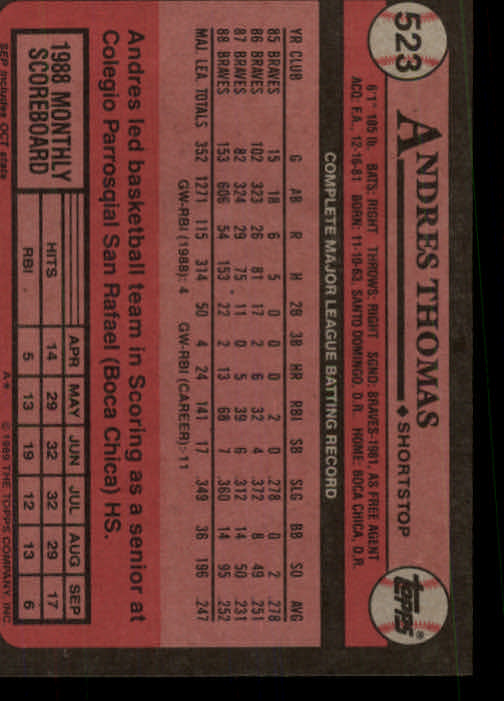 523
ANDRES THOMAS ♦ SHORTSTOP
Topps®
6'1" 185 lb. BATS: RIGHT THROWS: RIGHT SGND: BRAVES-1981, AS FREE AGENT
ACQ: F.A., 12-16-81 BORN: 11-10-63, SANTO DOMINGO, D.R. HOME: BOCA CHICA, D.R.
COMPLETE MAJOR LEAGUE BATTING RECORD
YR CLUB G AB R H 2B 3B HR RBI SB SLG BB SO AVG
85 BRAVES 15 18 6 5 0 0 0 2 0 .278 0 2 .278
86 BRAVES 102 323 26 81 17 2 6 32 4 .372 8 49 .251
87 BRAVES 82 324 29 75 11 0 5 39 6 .312 14 50 .231
88 BRAVES 153 606 54 153 22 2 13 68 7 .360 14 95 .252
MAJ. LEA. TOTALS 352 1271 115 314 50 4 24 141 17 .349 36 196 .247
GW-RBI (1988): 4 GW-RBI (CAREER): 11
Andres led basketball team in Scoring as a senior at
Colegio Parrosqial San Rafael (Boca Chica) HS.
1988 MONTHLY
SCOREBOARD
APR MAY JUN JUL AUG SEP
HITS 14 29 32 32 29 17
RBI 5 13 19 12 13 6
SEP includes OCT stats
A* © 1989 THE TOPPS COMPANY, INC.